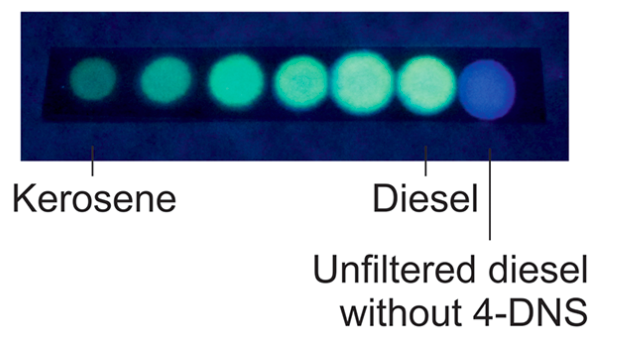 Kerosene
Diesel
Unfiltered diesel
without 4-DNS